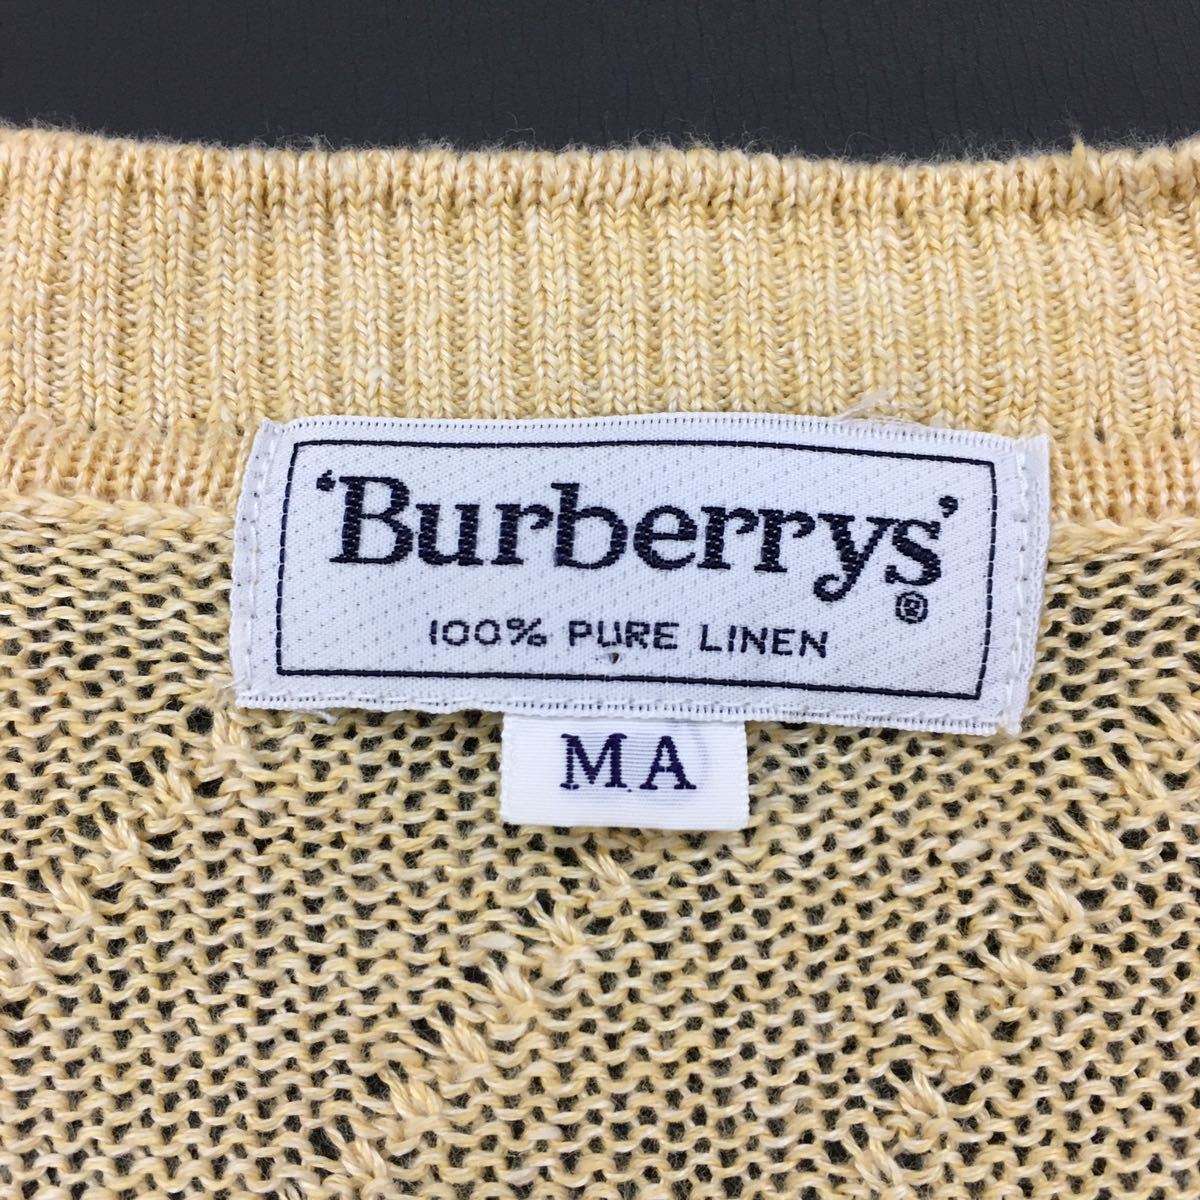 ‘Burberrys’
®
100% PURE LINEN
MA